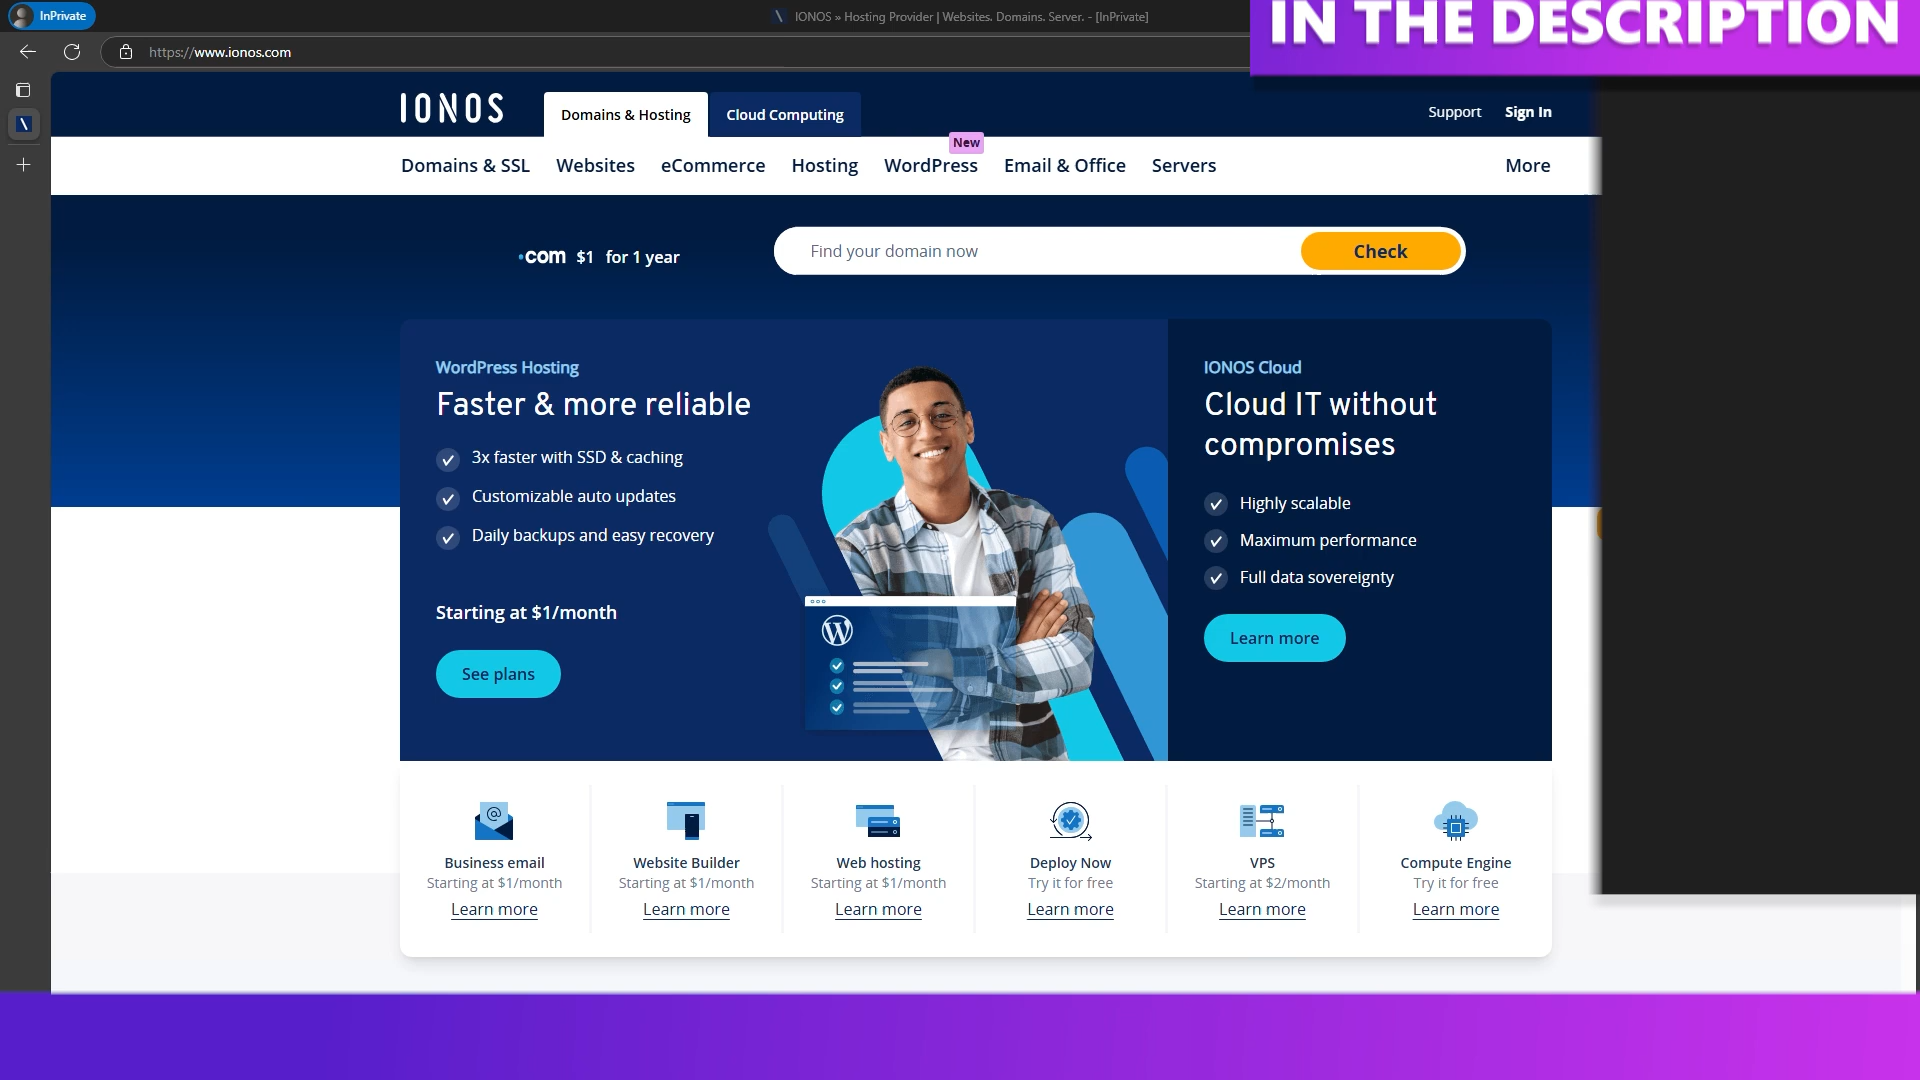 IN THE DESCRIPTION
InPrivate
IONOS » Hosting Provider | Websites. Domains. Server. - [InPrivate]
https://www.ionos.com
IONOS
Domains & Hosting
Cloud Computing
Support
Sign In
New
Domains & SSL
Websites
eCommerce
Hosting
WordPress
Email & Office
Servers
More
.com $1 for 1 year
Find your domain now
Check
WordPress Hosting
Faster & more reliable
3x faster with SSD & caching
Customizable auto updates
Daily backups and easy recovery
Starting at $1/month
See plans
IONOS Cloud
Cloud IT without
compromises
Highly scalable
Maximum performance
Full data sovereignty
Learn more
Business email
Starting at $1/month
Learn more
Website Builder
Starting at $1/month
Learn more
Web hosting
Starting at $1/month
Learn more
Deploy Now
Try it for free
Learn more
VPS
Starting at $2/month
Learn more
Compute Engine
Try it for free
Learn more